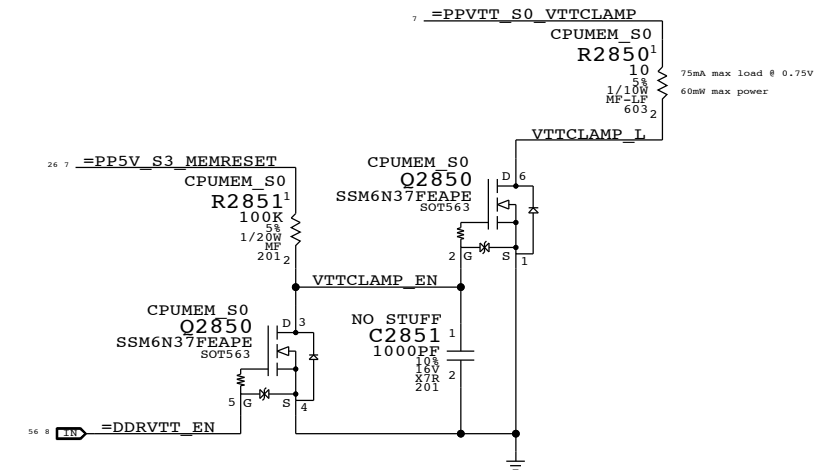 7 =PPVTT_S0_VTTCLAMP
CPUMEM_S0
R2850 1
10
5%
1/10W
MF-LF
603 2
75mA max load @ 0.75V
60mW max power
VTTCLAMP_L
26 7 =PP5V_S3_MEMRESET
CPUMEM_S0
R2851 1
100K
5%
1/20W
MF
201 2
CPUMEM_S0
Q2850
SSM6N37FEAPE
SOT563
D 6
2 G S 1
VTTCLAMP_EN
CPUMEM_S0
Q2850
SSM6N37FEAPE
SOT563
D 3
5 G S 4
NO STUFF
C2851 1
1000PF
10%
16V
X7R 2
201
56 8 IN =DDRVTT_EN